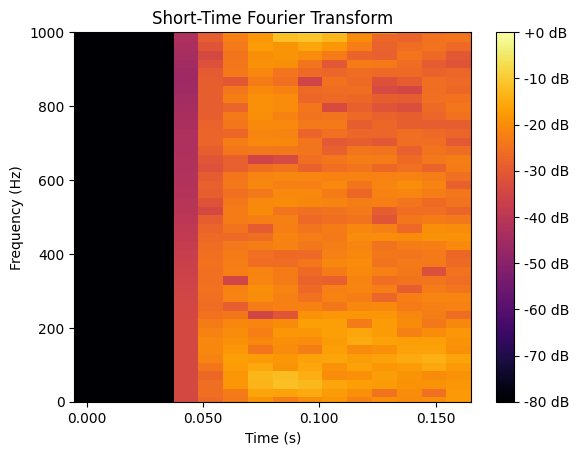 Short-Time Fourier Transform
Frequency (Hz)
1000
800
600
400
200
0
0.000
0.050
0.100
0.150
Time (s)
+0 dB
-10 dB
-20 dB
-30 dB
-40 dB
-50 dB
-60 dB
-70 dB
-80 dB